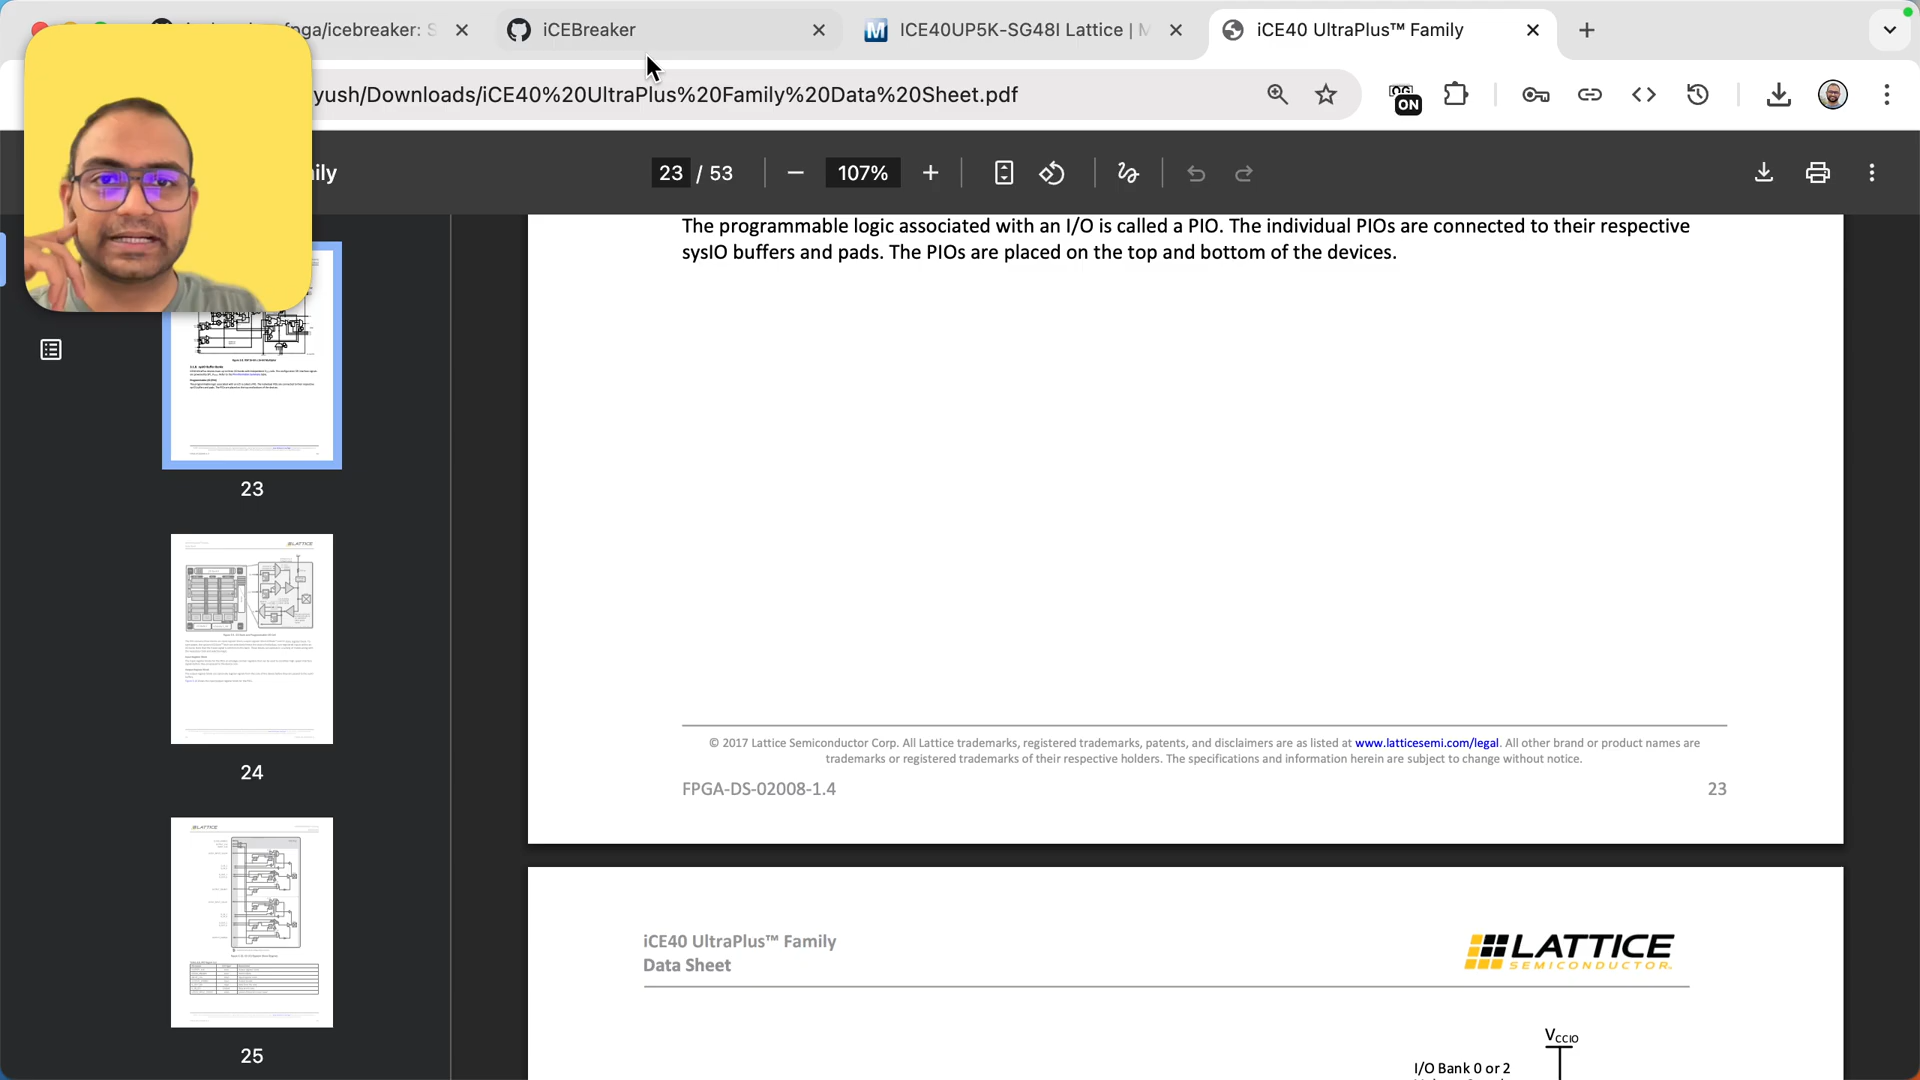 fpga/icebreaker: S
iCEBreaker
ICE40UP5K-SG48I Lattice | M
iCE40 UltraPlus™ Family
yush/Downloads/iCE40%20UltraPlus%20Family%20Data%20Sheet.pdf
ON
ily
23 / 53
107%
The programmable logic associated with an I/O is called a PIO. The individual PIOs are connected to their respective
sysIO buffers and pads. The PIOs are placed on the top and bottom of the devices.
23
24
25
© 2017 Lattice Semiconductor Corp. All Lattice trademarks, registered trademarks, patents, and disclaimers are as listed at www.latticesemi.com/legal. All other brand or product names are
trademarks or registered trademarks of their respective holders. The specifications and information herein are subject to change without notice.
FPGA-DS-02008-1.4
23
iCE40 UltraPlus™ Family
Data Sheet
LATTICE
SEMICONDUCTOR.
VCCIO
I/O Bank 0 or 2